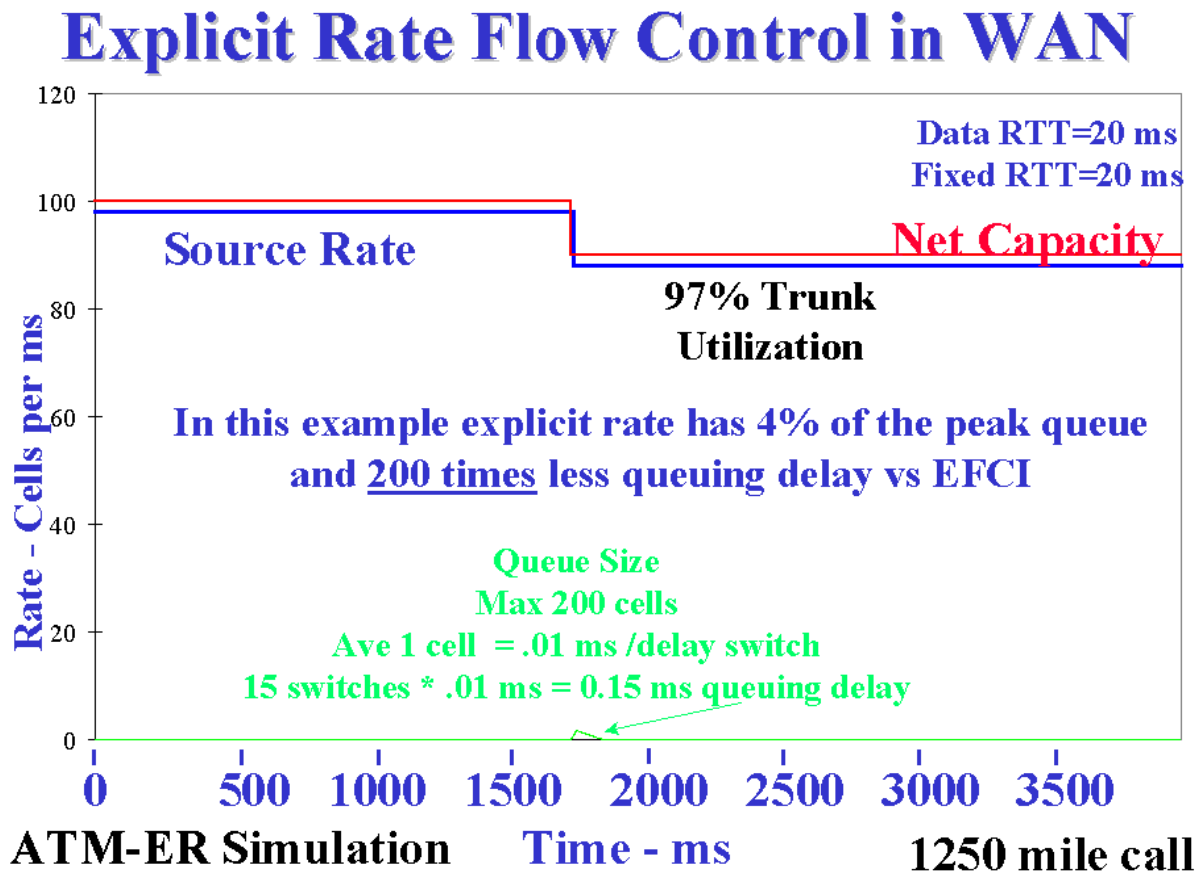 Explicit Rate Flow Control in WAN
120
100
80
60
40
20
0
Rate - Cells per ms
Data RTT=20 ms
Fixed RTT=20 ms
Source Rate
Net Capacity
97% Trunk
Utilization
In this example explicit rate has 4% of the peak queue
and 200 times less queuing delay vs EFCI
Queue Size
Max 200 cells
Ave 1 cell = .01 ms /delay switch
15 switches * .01 ms = 0.15 ms queuing delay
0 500 1000 1500 2000 2500 3000 3500
ATM-ER Simulation Time - ms 1250 mile call